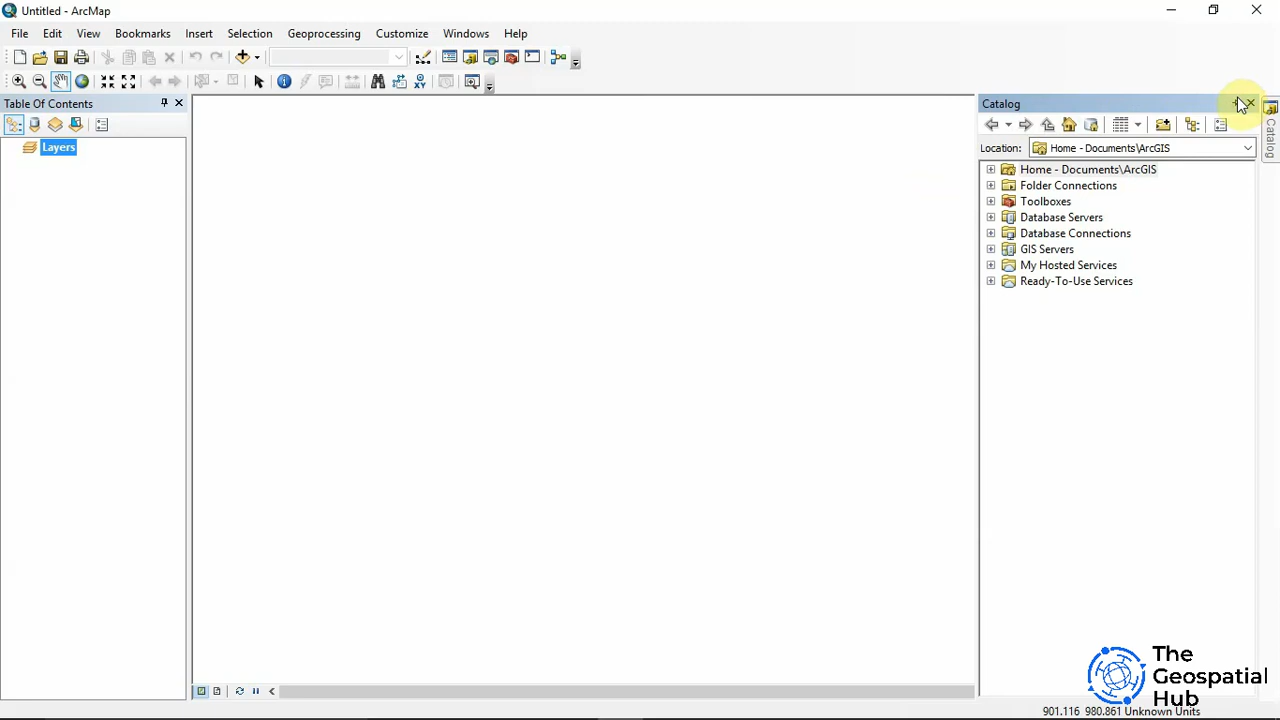 Untitled - ArcMap
File Edit View Bookmarks Insert Selection Geoprocessing Customize Windows Help
Table Of Contents
Layers
Catalog
Location: Home - Documents\ArcGIS
Home - Documents\ArcGIS
Folder Connections
Toolboxes
Database Servers
Database Connections
GIS Servers
My Hosted Services
Ready-To-Use Services
Catalog
The
Geospatial
Hub
901.116 980.861 Unknown Units